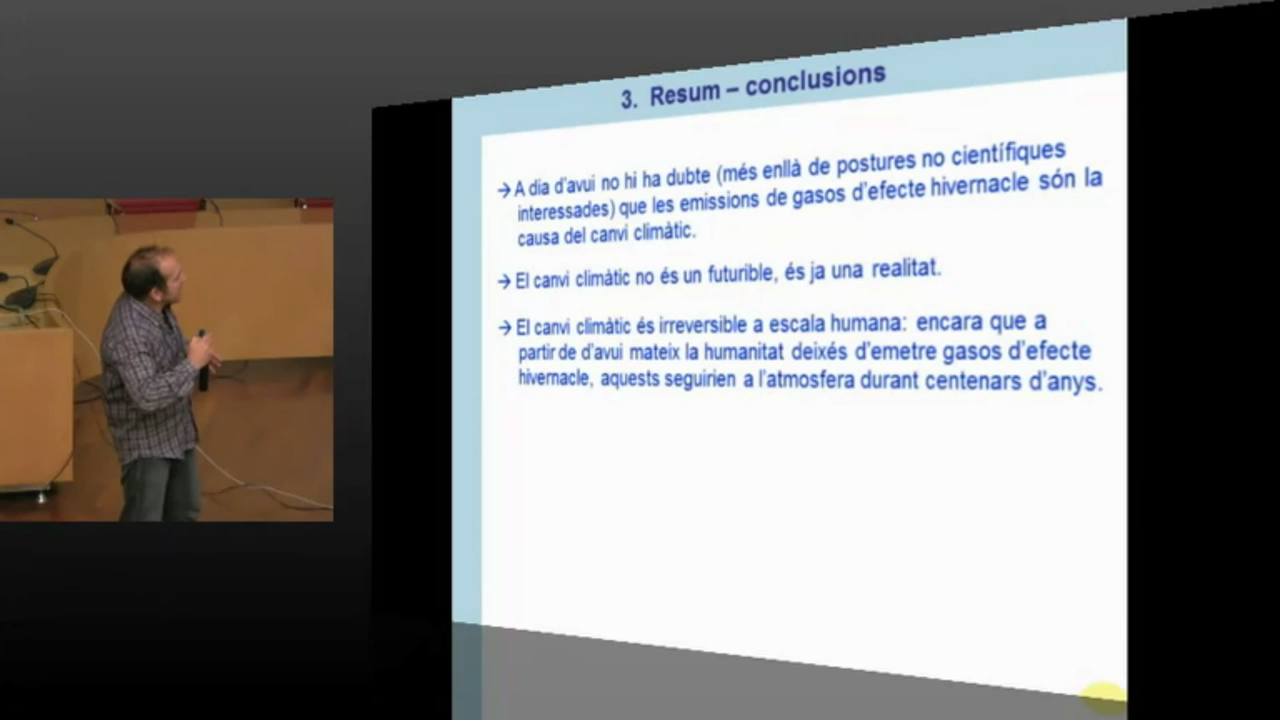 3. Resum – conclusions
→ A dia d'avui no hi ha dubte (més enllà de postures no científiques
interessades) que les emissions de gasos d'efecte hivernacle són la
causa del canvi climàtic.
→ El canvi climàtic no és un futurible, és ja una realitat.
→ El canvi climàtic és irreversible a escala humana: encara que a
partir de d'avui mateix la humanitat deixés d'emetre gasos d'efecte
hivernacle, aquests seguirien a l'atmosfera durant centenars d'anys.